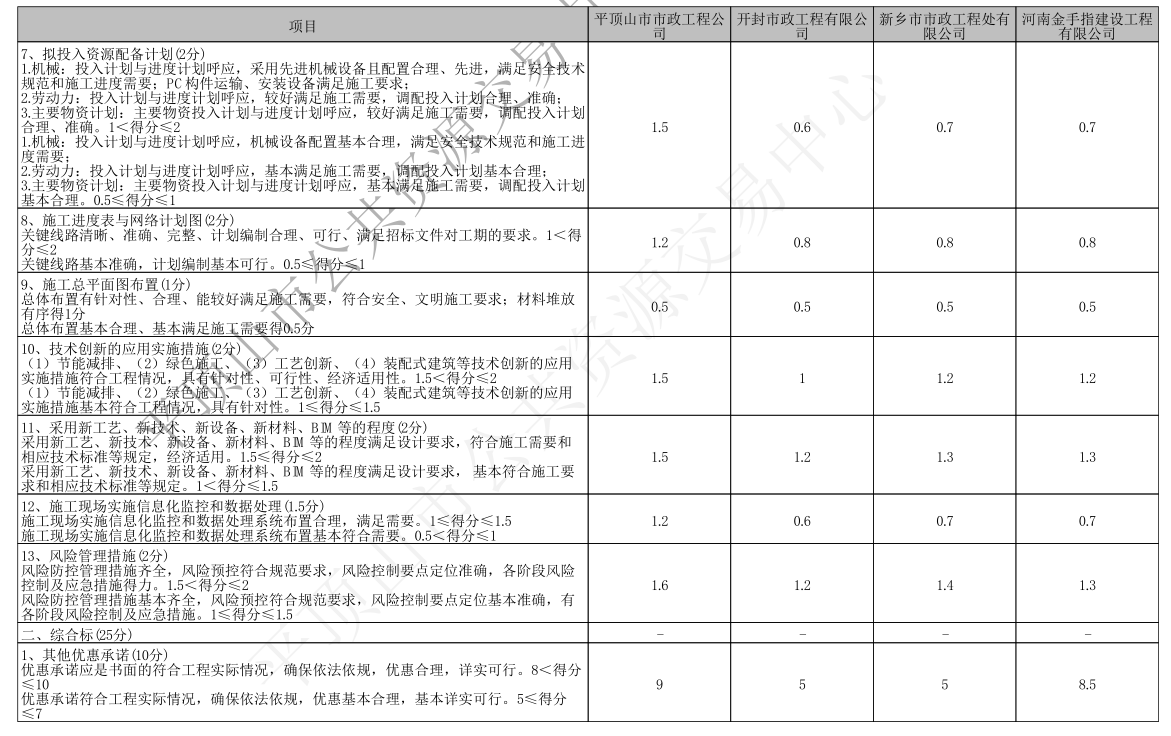 项目
平顶山市市政工程公
司
开封市政工程有限公
司
新乡市市政工程处有
限公司
河南金手指建设工程
有限公司
7、拟投入资源配备计划(2分)
1.机械：投入计划与进度计划呼应，采用先进机械设备且配置合理、先进，满足安全技术
规范和施工进度需要；PC 构件运输、安装设备满足施工要求；
2.劳动力：投入计划与进度计划呼应，较好满足施工需要，调配投入计划合理、准确；
3.主要物资计划：主要物资投入计划与进度计划呼应，较好满足施工需要，调配投入计划
合理、准确。1＜得分≤2
1.机械：投入计划与进度计划呼应，机械设备配置基本合理，满足安全技术规范和施工进
度需要；
2.劳动力：投入计划与进度计划呼应，基本满足施工需要，调配投入计划基本合理；
3.主要物资计划：主要物资投入计划与进度计划呼应，基本满足施工需要，调配投入计划
基本合理。0.5≤得分≤1
1.5
0.6
0.7
0.7
8、施工进度表与网络计划图(2分)
关键线路清晰、准确、完整、计划编制合理、可行、满足招标文件对工期的要求。1＜得
分≤2
关键线路基本准确，计划编制基本可行。0.5≤得分≤1
1.2
0.8
0.8
0.8
9、施工总平面图布置(1分)
总体布置有针对性、合理、能较好满足施工需要，符合安全、文明施工要求；材料堆放
有序得1分
总体布置基本合理、基本满足施工需要得0.5分
0.5
0.5
0.5
0.5
10、技术创新的应用实施措施(2分)
（1）节能减排、（2）绿色施工、（3）工艺创新、（4）装配式建筑等技术创新的应用
实施措施符合工程情况，具有针对性、可行性、经济适用性。1.5＜得分≤2
（1）节能减排、（2）绿色施工、（3）工艺创新、（4）装配式建筑等技术创新的应用
实施措施基本符合工程情况，具有针对性。1≤得分≤1.5
1.5
1
1.2
1.2
11、采用新工艺、新技术、新设备、新材料、BIM 等的程度(2分)
采用新工艺、新技术、新设备、新材料、BIM 等的程度满足设计要求，符合施工需要和
相应技术标准等规定，经济适用。1.5≤得分≤2
采用新工艺、新技术、新设备、新材料、BIM 等的程度满足设计要求， 基本符合施工要
求和相应技术标准等规定。1＜得分≤1.5
1.5
1.2
1.3
1.3
12、施工现场实施信息化监控和数据处理(1.5分)
施工现场实施信息化监控和数据处理系统布置合理，满足需要。1≤得分≤1.5
施工现场实施信息化监控和数据处理系统布置基本符合需要。0.5＜得分≤1
1.2
0.6
0.7
0.7
13、风险管理措施(2分)
风险防控管理措施齐全，风险预控符合规范要求，风险控制要点定位准确，各阶段风险
控制及应急措施得力。1.5＜得分≤2
风险防控管理措施基本齐全，风险预控符合规范要求，风险控制要点定位基本准确，有
各阶段风险控制及应急措施。1≤得分≤1.5
1.6
1.2
1.4
1.3
二、综合标(25分)
–
–
–
–
1、其他优惠承诺(10分)
优惠承诺应是书面的符合工程实际情况，确保依法依规，优惠合理，详实可行。8＜得分
≤10
优惠承诺符合工程实际情况，确保依法依规，优惠基本合理，基本详实可行。5≤得分
≤7
9
5
5
8.5
平顶山市公共资源交易中
平顶山市公共资源交易中心